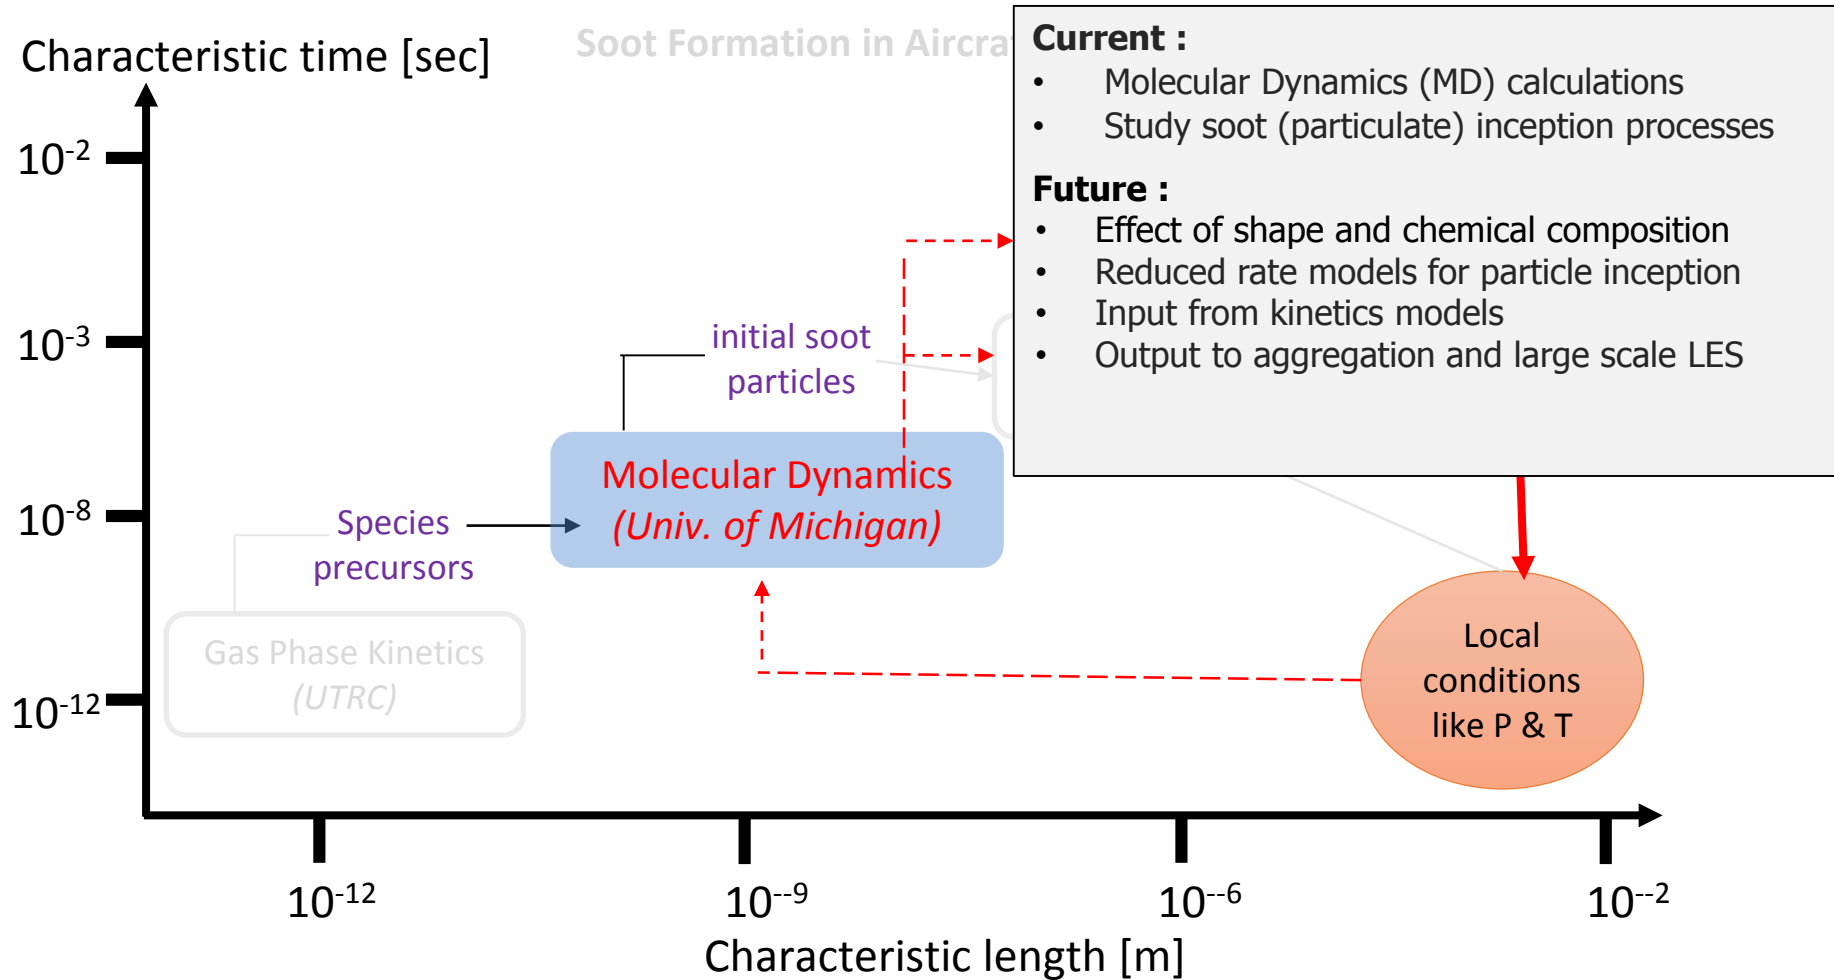 Soot Formation in Aircra
Characteristic time [sec]
Current :
• Molecular Dynamics (MD) calculations
• Study soot (particulate) inception processes
Future :
• Effect of shape and chemical composition
• Reduced rate models for particle inception
• Input from kinetics models
• Output to aggregation and large scale LES
10-2
10-3
10-8
10-12
initial soot
particles
Molecular Dynamics
(Univ. of Michigan)
Species
precursors
Gas Phase Kinetics
(UTRC)
Local
conditions
like P & T
10-12
10--9
10--6
10--2
Characteristic length [m]